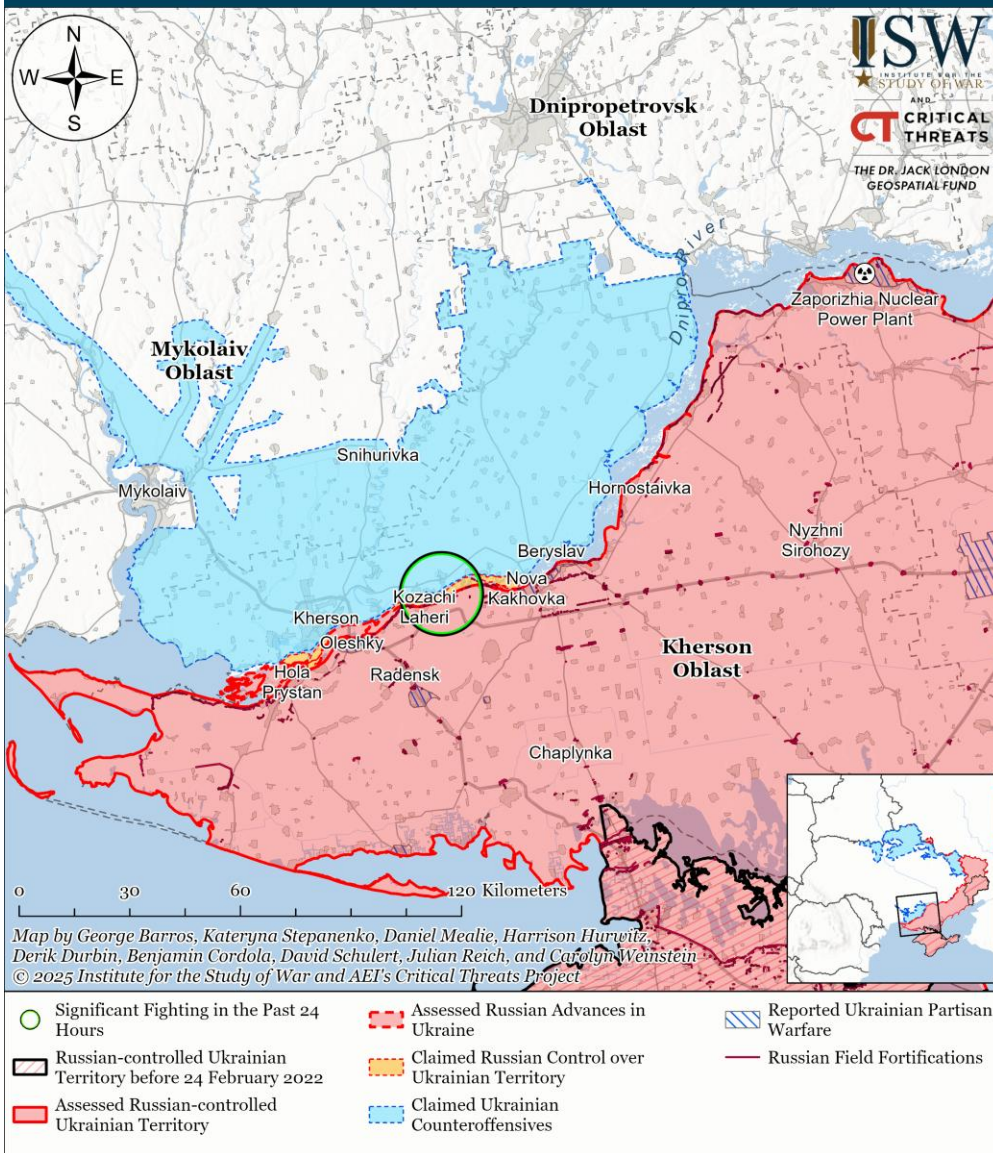 N
W E
S
ISW
INSTITUTE FOR THE
STUDY OF WAR
AND
CT CRITICAL
THREATS
THE DR. JACK LONDON
GEOSPATIAL FUND
Dnipropetrovsk
Oblast
Dnipro River
Zaporizhia Nuclear
Power Plant
Mykolaiv
Oblast
Snihurivka
Mykolaiv
Hornostaivka
Nyzhni
Sirohozy
Beryslav
Nova
Kakhovka
Kozachi
Laheri
Kherson
Oleshky
Hola
Prystan
Radensk
Kherson
Oblast
Chaplynka
0 30 60 120 Kilometers
Map by George Barros, Kateryna Stepanenko, Daniel Mealie, Harrison Hurwitz,
Derik Durbin, Benjamin Cordola, David Schulert, Julian Reich, and Carolyn Weinstein
© 2025 Institute for the Study of War and AEI's Critical Threats Project
Significant Fighting in the Past 24
Hours
Russian-controlled Ukrainian
Territory before 24 February 2022
Assessed Russian-controlled
Ukrainian Territory
Assessed Russian Advances in
Ukraine
Claimed Russian Control over
Ukrainian Territory
Claimed Ukrainian
Counteroffensives
Reported Ukrainian Partisan
Warfare
Russian Field Fortifications